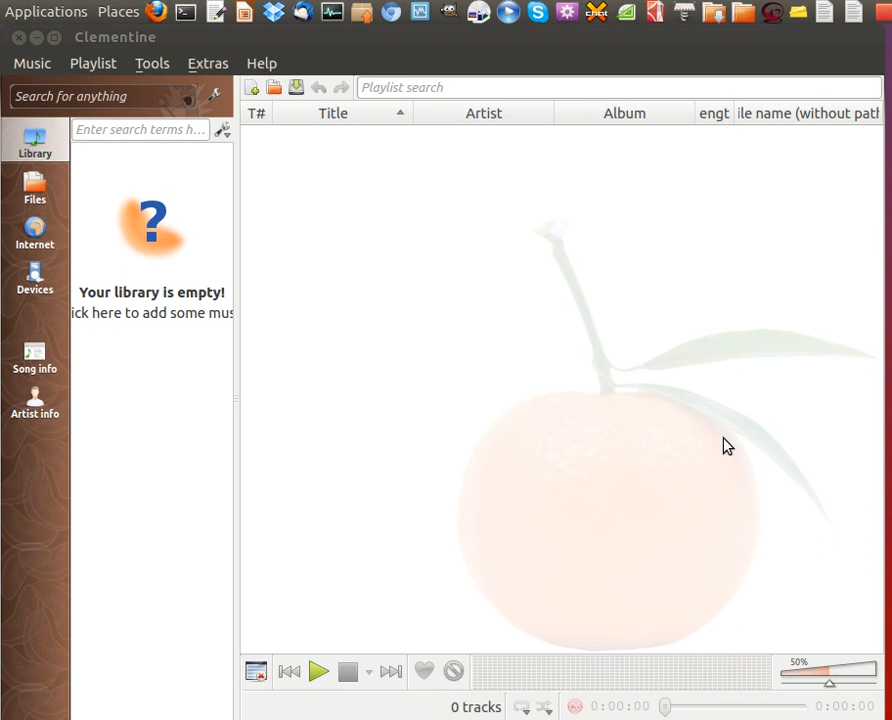 Applications Places
Clementine
Music Playlist Tools Extras Help
Search for anything
Playlist search
T# Title Artist Album engt ile name (without path
Enter search terms h...
Library
Files
Internet
Devices
Song info
Artist info
Your library is empty!
ick here to add some mus
50%
0 tracks
0:00:00
0:00:00